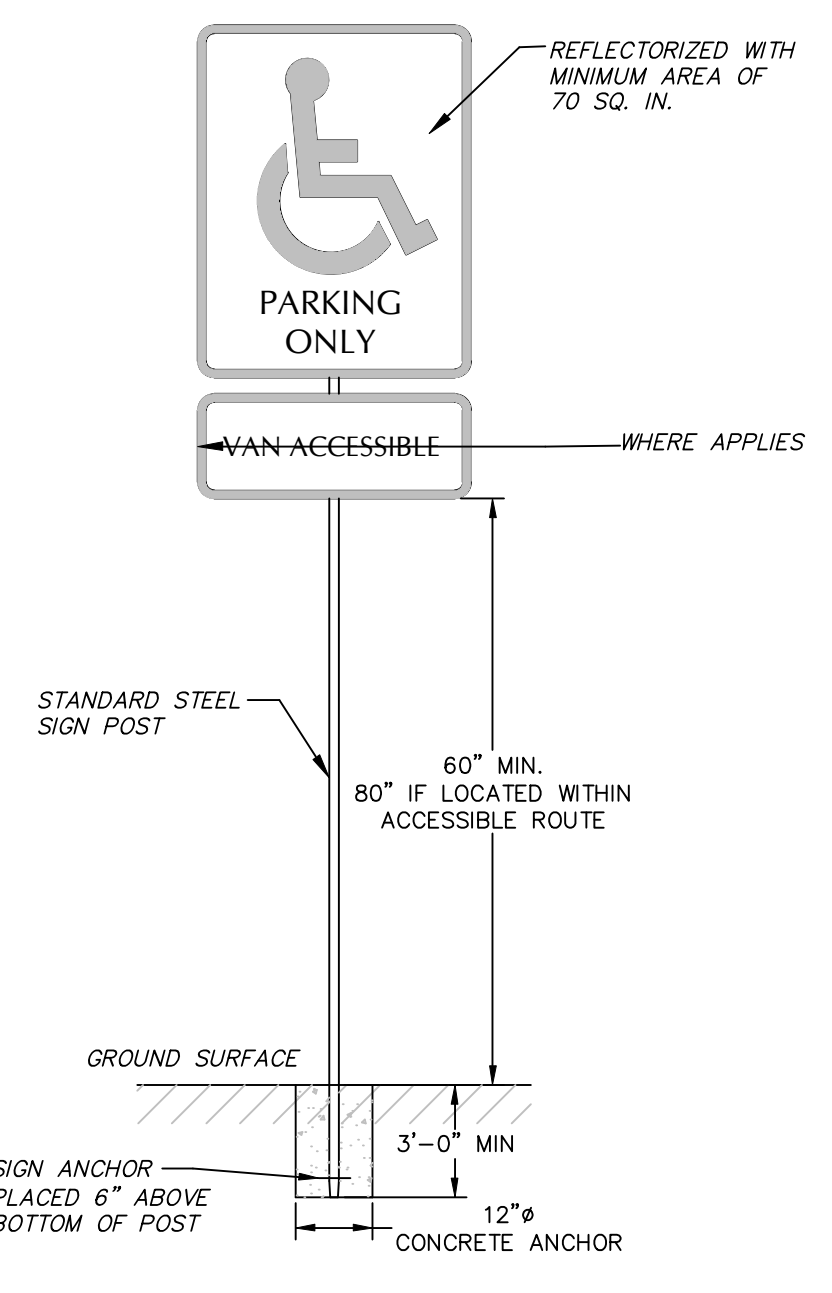 REFLECTORIZED WITH
MINIMUM AREA OF
70 SQ. IN.
PARKING
ONLY
VAN ACCESSIBLE
WHERE APPLIES
STANDARD STEEL
SIGN POST
60” MIN.
80” IF LOCATED WITHIN
ACCESSIBLE ROUTE
GROUND SURFACE
3’-0” MIN
SIGN ANCHOR
PLACED 6” ABOVE
BOTTOM OF POST
12”ø
CONCRETE ANCHOR